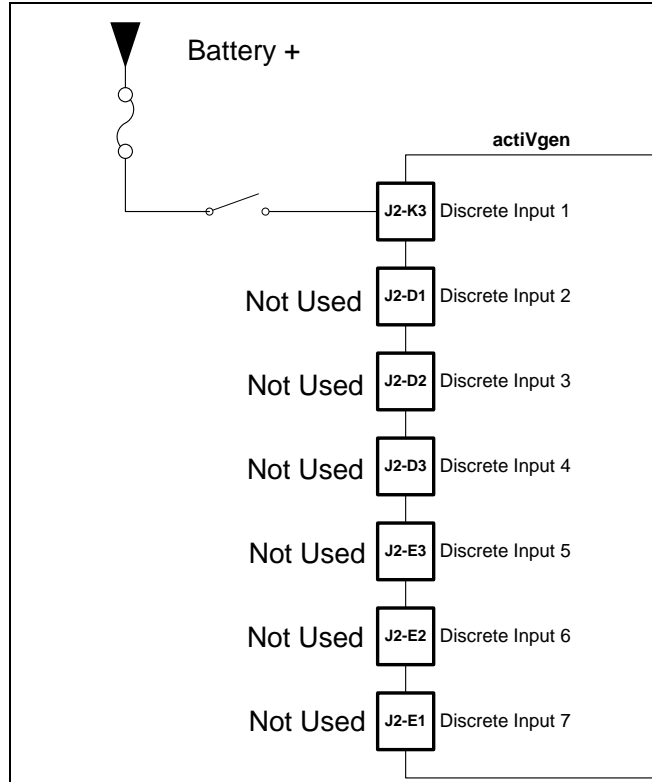 Battery +
actiVgen
J2-K3 Discrete Input 1
Not Used J2-D1 Discrete Input 2
Not Used J2-D2 Discrete Input 3
Not Used J2-D3 Discrete Input 4
Not Used J2-E3 Discrete Input 5
Not Used J2-E2 Discrete Input 6
Not Used J2-E1 Discrete Input 7